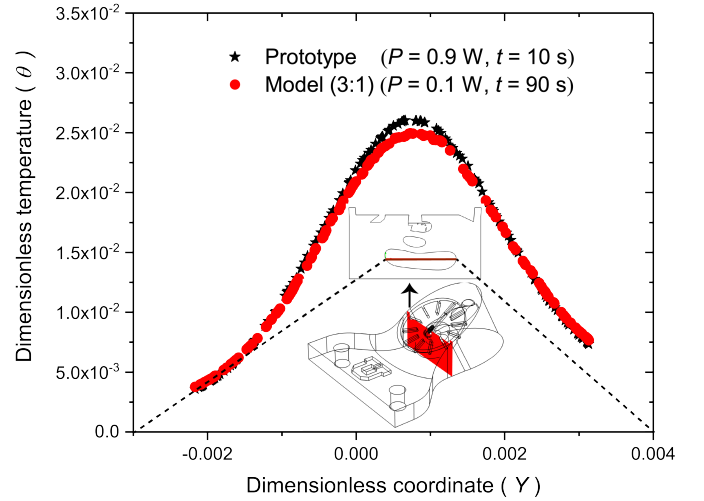 3.5x10⁻²
Prototype (P = 0.9 W, t = 10 s)
Model (3:1) (P = 0.1 W, t = 90 s)
3.0x10⁻²
2.5x10⁻²
2.0x10⁻²
1.5x10⁻²
1.0x10⁻²
5.0x10⁻³
0.0
Dimensionless temperature ( θ )
-0.002
0.000
0.002
0.004
Dimensionless coordinate ( Y )